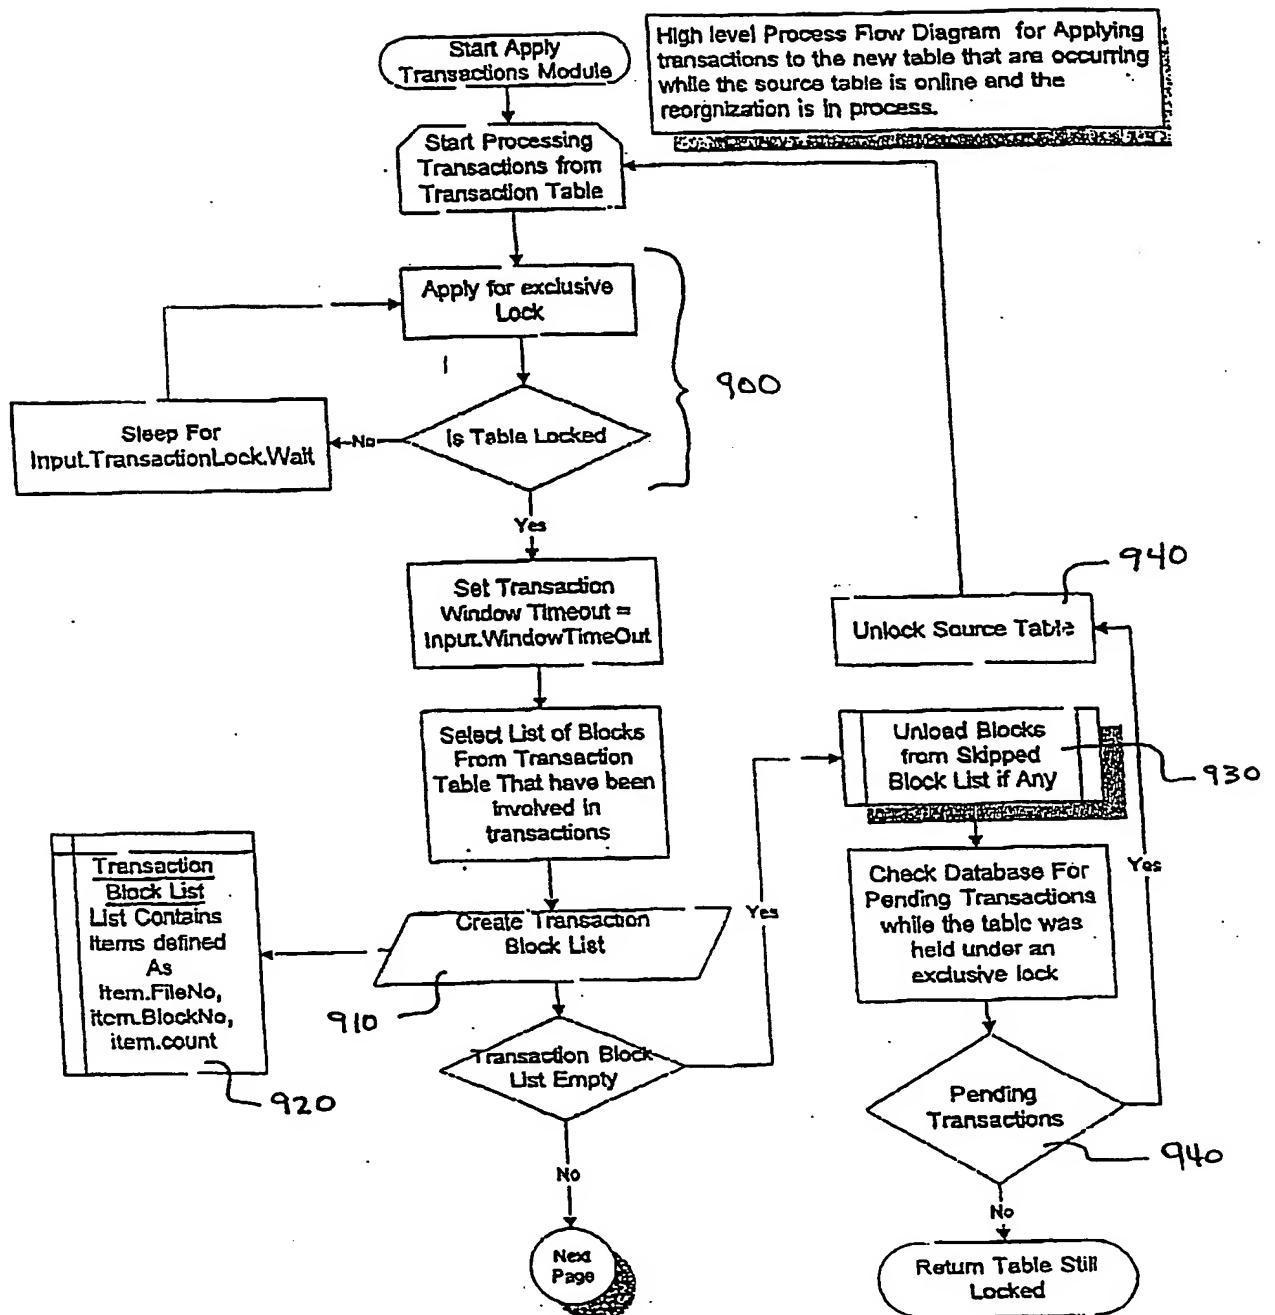 Start Apply
Transactions Module
High level Process Flow Diagram for Applying
transactions to the new table that are occurring
while the source table is online and the
reorgnization is in process.
Start Processing
Transactions from
Transaction Table
Apply for exclusive
Lock
900
Sleep For
Input.TransactionLock.Wait
No
Is Table Locked
Yes
Set Transaction
Window Timeout =
Input.WindowTimeOut
940
Unlock Source Table
Select List of Blocks
From Transaction
Table That have been
involved in
transactions
Unload Blocks
from Skipped
Block List if Any
930
Transaction
Block List
List Contains
Items defined
As
Item.FileNo,
item.BlockNo,
item.count
920
Create Transaction
Block List
910
Yes
Check Database For
Pending Transactions
while the table was
held under an
exclusive lock
Yes
Transaction Block
List Empty
Pending
Transactions
940
No
No
Next
Page
Return Table Still
Locked